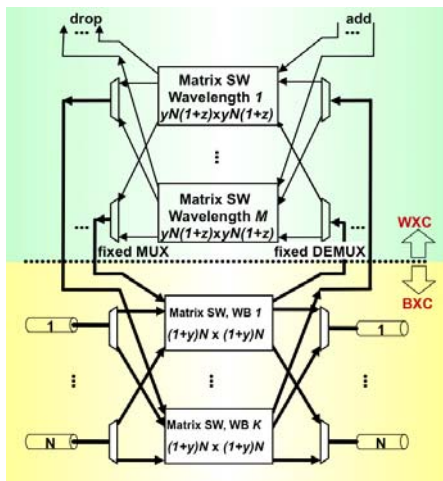 drop
add
...
...
Matrix SW
Wavelength 1
yN(1+z)xyN(1+z)
...
Matrix SW
Wavelength M
yN(1+z)xyN(1+z)
...
...
fixed MUX
fixed DEMUX
WXC
BXC
Matrix SW, WB 1
(1+y)N x (1+y)N
1
1
...
...
...
Matrix SW, WB K
(1+y)N x (1+y)N
N
N